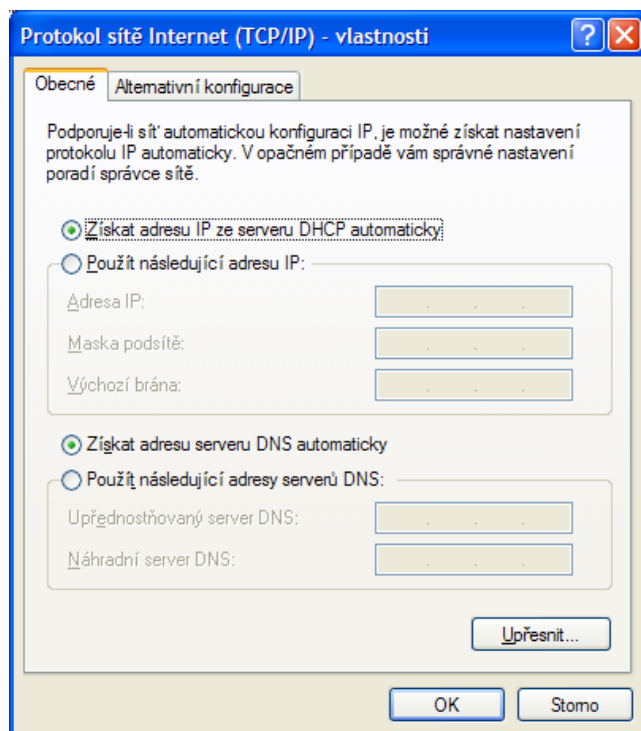 Protokol sítě Internet (TCP/IP) - vlastnosti
Obecné
Alternativní konfigurace
Podporuje-li síť automatickou konfiguraci IP, je možné získat nastavení
protokolu IP automaticky. V opačném případě vám správné nastavení
poradí správce sítě.
Získat adresu IP ze serveru DHCP automaticky
Použít následující adresu IP:
Adresa IP:
Maska podsítě:
Výchozí brána:
Získat adresu serveru DNS automaticky
Použít následující adresy serverů DNS:
Upřednostňovaný server DNS:
Náhradní server DNS:
Upřesnit...
OK
Storno